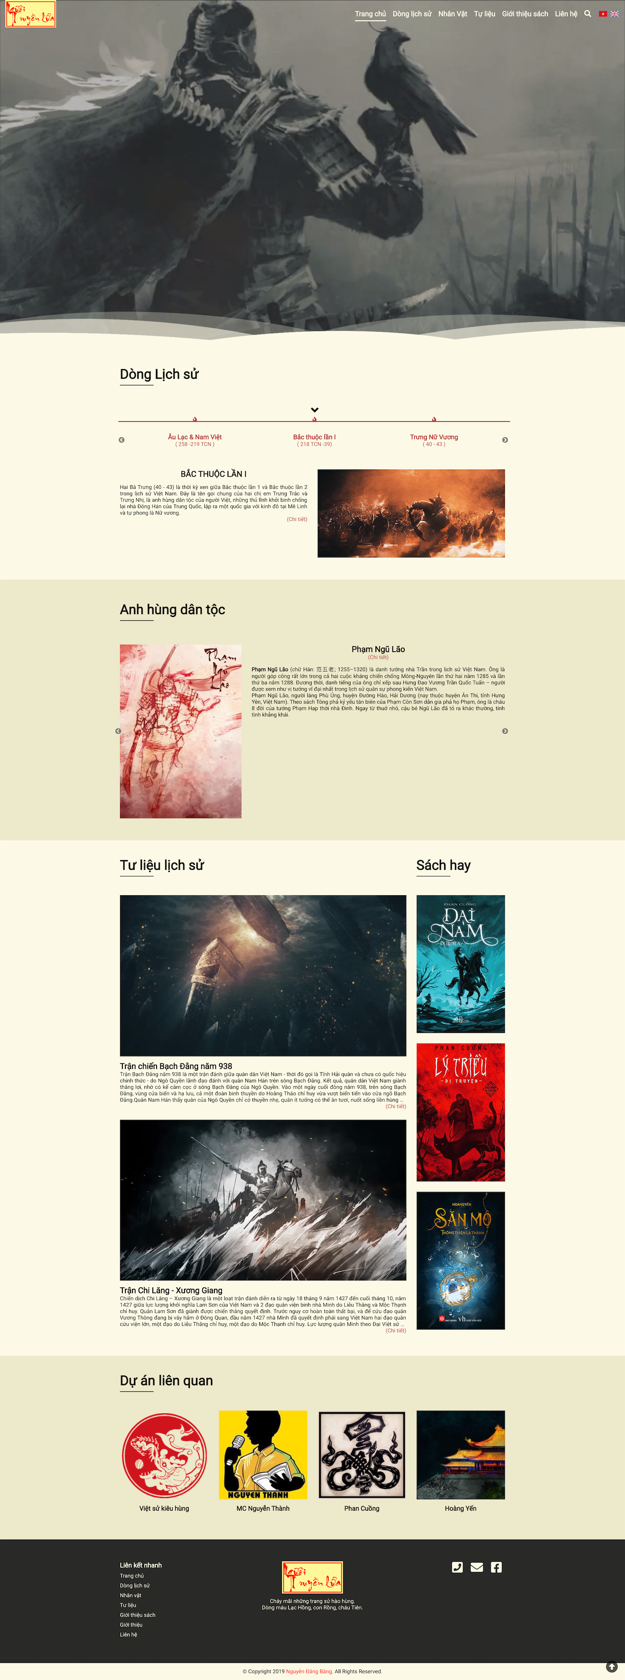 Người
Truyền Lửa
Trang chủ Dòng lịch sử Nhân Vật Tư liệu Giới thiệu sách Liên hệ
Dòng Lịch sử
Âu Lạc & Nam Việt Bắc thuộc lần I Trưng Nữ Vương
( 258 -219 TCN ) ( 218 TCN -39) ( 40 - 43 )
BẮC THUỘC LẦN I
Hai Bà Trưng (40 - 43) là thời kỳ xen giữa Bắc thuộc lần 1 và Bắc thuộc lần 2
trong lịch sử Việt Nam. Đây là tên gọi chung của hai chị em Trưng Trắc và
Trưng Nhị, là anh hùng dân tộc của người Việt, những thủ lĩnh khởi binh chống
lại nhà Đông Hán của Trung Quốc, lập ra một quốc gia với kinh đô tại Mê Linh
và tự phong là Nữ vương.
(Chi tiết)
Anh hùng dân tộc
Phạm
Ngũ
Lão
Phạm Ngũ Lão
(Chi tiết)
Phạm Ngũ Lão (chữ Hán: 范五老; 1255–1320) là danh tướng nhà Trần trong lịch sử Việt Nam. Ông là
người góp công rất lớn trong cả hai cuộc kháng chiến chống Mông-Nguyên lần thứ hai năm 1285 và lần
thứ ba năm 1288. Đương thời, danh tiếng của ông chỉ xếp sau Hưng Đạo Vương Trần Quốc Tuấn – người
được xem như vị tướng vĩ đại nhất trong lịch sử quân sự phong kiến Việt Nam.
Phạm Ngũ Lão, người làng Phù Ủng, huyện Đường Hào, Hải Dương (nay thuộc huyện Ân Thi, tỉnh Hưng
Yên, Việt Nam). Theo sách Tông phả kỷ yếu tân biên của Phạm Côn Sơn dẫn gia phả họ Phạm, ông là cháu
8 đời của tướng Phạm Hạp thời nhà Đinh. Ngay từ thuở nhỏ, cậu bé Ngũ Lão đã tỏ ra khác thường, tính
tình khảng khái.
Tư liệu lịch sử
Trận chiến Bạch Đằng năm 938
Trận Bạch Đằng năm 938 là một trận đánh giữa quân dân Việt Nam - thời đó gọi là Tĩnh Hải quân và chưa có quốc hiệu
chính thức - do Ngô Quyền lãnh đạo đánh với quân Nam Hán trên sông Bạch Đằng. Kết quả, quân dân Việt Nam giành
thắng lợi, nhờ có kế cắm cọc ở sông Bạch Đằng của Ngô Quyền. Vào một ngày cuối đông năm 938, trên sông Bạch
Đằng, vùng cửa biển và hạ lưu, cả một đoàn binh thuyền do Hoằng Tháo chỉ huy vừa vượt biển tiến vào cửa ngõ Bạch
Đằng.Quân Nam Hán thấy quân của Ngô Quyền chỉ có thuyền nhẹ, quân ít tưởng có thể ăn tươi, nuốt sống liền hùng ...
(Chi tiết)
Trận Chi Lăng - Xương Giang
Chiến dịch Chi Lăng – Xương Giang là một loạt trận đánh diễn ra từ ngày 18 tháng 9 năm 1427 đến cuối tháng 10, năm
1427 giữa lực lượng khởi nghĩa Lam Sơn của Việt Nam và 2 đạo quân viện binh nhà Minh do Liễu Thăng và Mộc Thạnh
chỉ huy. Quân Lam Sơn đã giành được chiến thắng quyết định. Trước nguy cơ hoàn toàn thất bại, và để cứu đạo quân
Vương Thông đang bị vây hãm ở Đông Quan, đầu năm 1427 nhà Minh đã quyết định phái sang Việt Nam hai đạo quân
cứu viện lớn, một đạo do Liễu Thăng chỉ huy, một đạo do Mộc Thạnh chỉ huy. Lực lượng quân Minh theo Đại Việt sử ...
(Chi tiết)
Sách hay
PHAN CUỒNG
ĐẠI
NAM
DỊ TRUYỆN
PHAN CUỒNG
LÝ TRIỀU
DỊ TRUYỆN
SĂN MỘ
THÔNG THIÊN LA THÀNH
Dự án liên quan
NGUYEN THANH
Việt sử kiêu hùng MC Nguyễn Thành Phan Cuồng Hoàng Yến
Liên kết nhanh
Trang chủ
Dòng lịch sử
Nhân vật
Tư liệu
Giới thiệu sách
Giới thiệu
Liên hệ
Người
Truyền Lửa
Cháy mãi những trang sử hào hùng.
Dòng máu Lạc Hồng, con Rồng, cháu Tiên.
© Copyright 2019 Nguyễn Đăng Băng. All Rights Reserved.